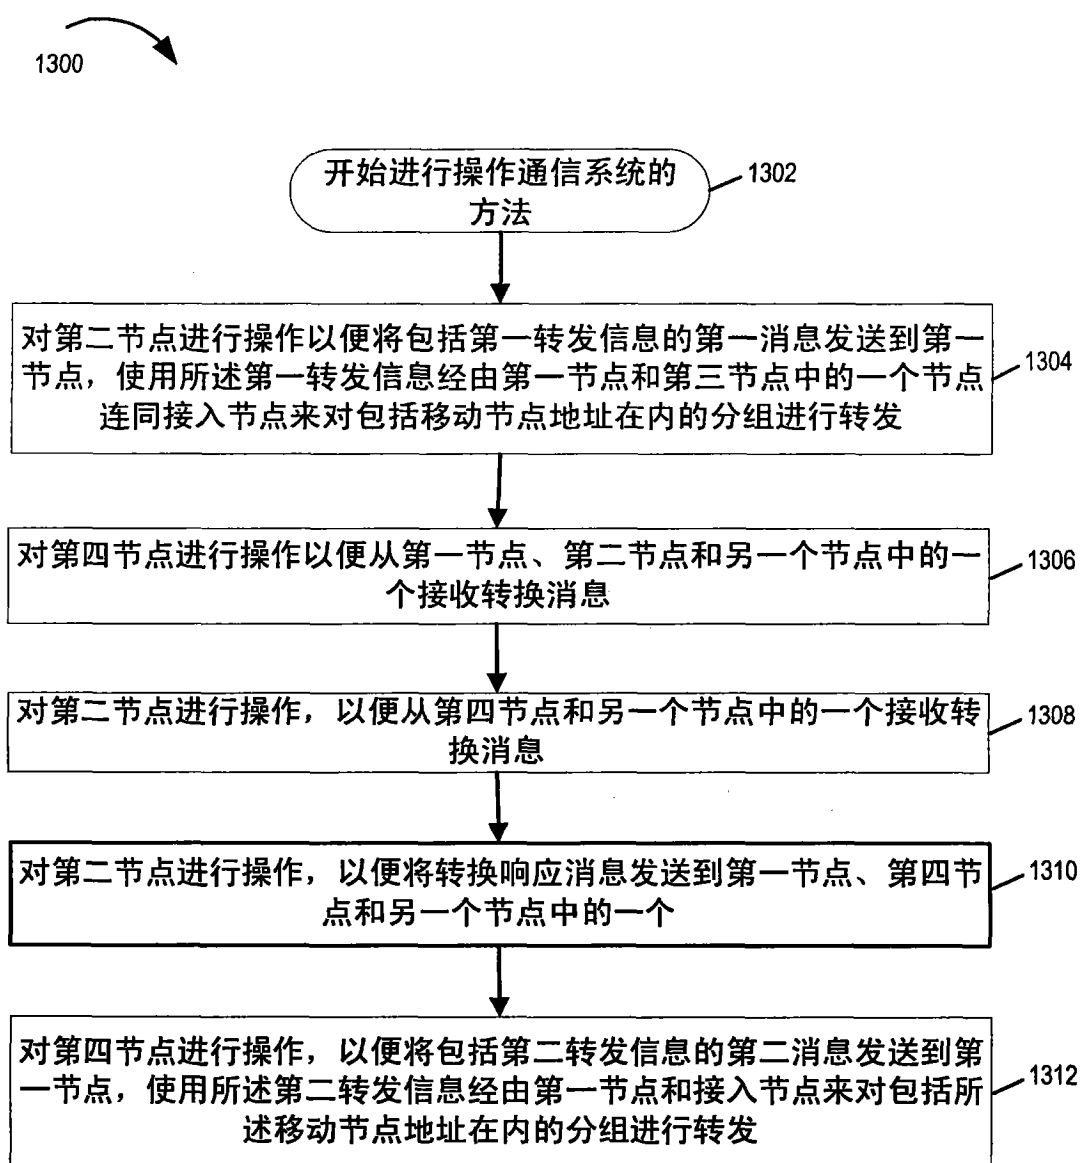 1300
开始进行操作通信系统的
方法
1302
对第二节点进行操作以便将包括第一转发信息的第一消息发送到第一
节点，使用所述第一转发信息经由第一节点和第三节点中的一个节点
连同接入节点来对包括移动节点地址在内的分组进行转发
1304
对第四节点进行操作以便从第一节点、第二节点和另一个节点中的一
个接收转换消息
1306
对第二节点进行操作，以便从第四节点和另一个节点中的一个接收转
换消息
1308
对第二节点进行操作，以便将转换响应消息发送到第一节点、第四节
点和另一个节点中的一个
1310
对第四节点进行操作，以便将包括第二转发信息的第二消息发送到第
一节点，使用所述第二转发信息经由第一节点和接入节点来对包括所
述移动节点地址在内的分组进行转发
1312